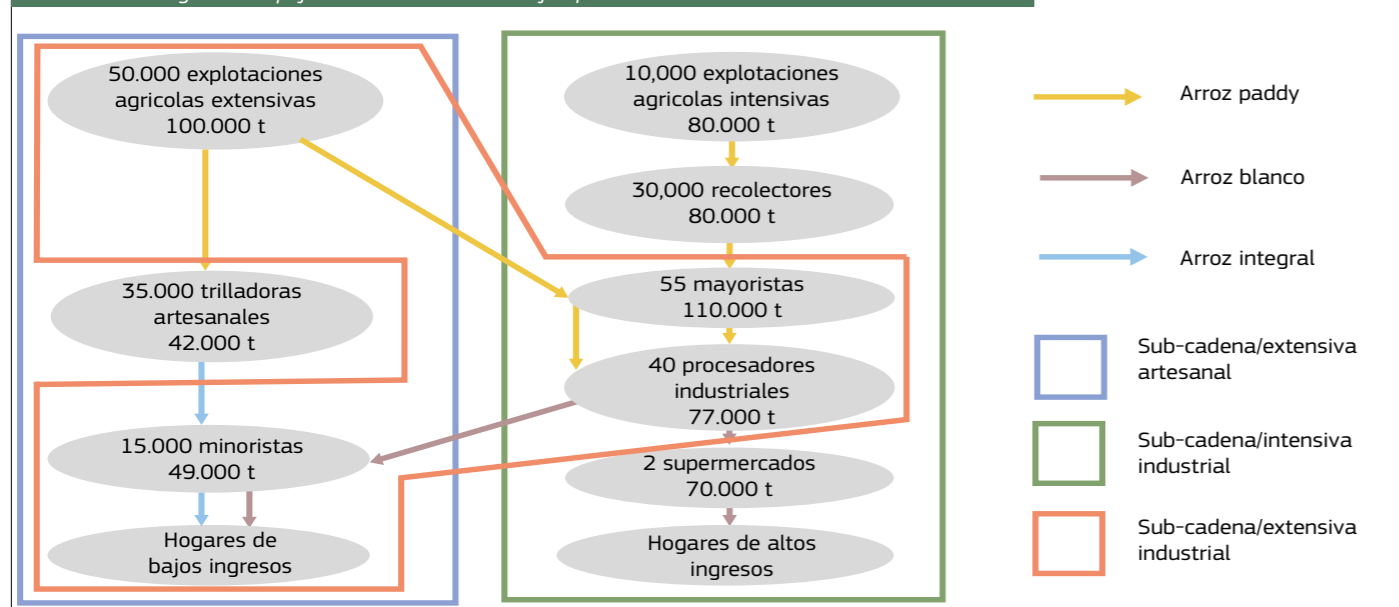 50.000 explotaciones
agricolas extensivas
100.000 t
35.000 trilladoras
artesanales
42.000 t
15.000 minoristas
49.000 t
Hogares de
bajos ingresos
10,000 explotaciones
agricolas intensivas
80.000 t
30,000 recolectores
80.000 t
55 mayoristas
110.000 t
40 procesadores
industriales
77.000 t
2 supermercados
70.000 t
Hogares de altos
ingresos
Arroz paddy
Arroz blanco
Arroz integral
Sub-cadena/extensiva
artesanal
Sub-cadena/intensiva
industrial
Sub-cadena/extensiva
industrial